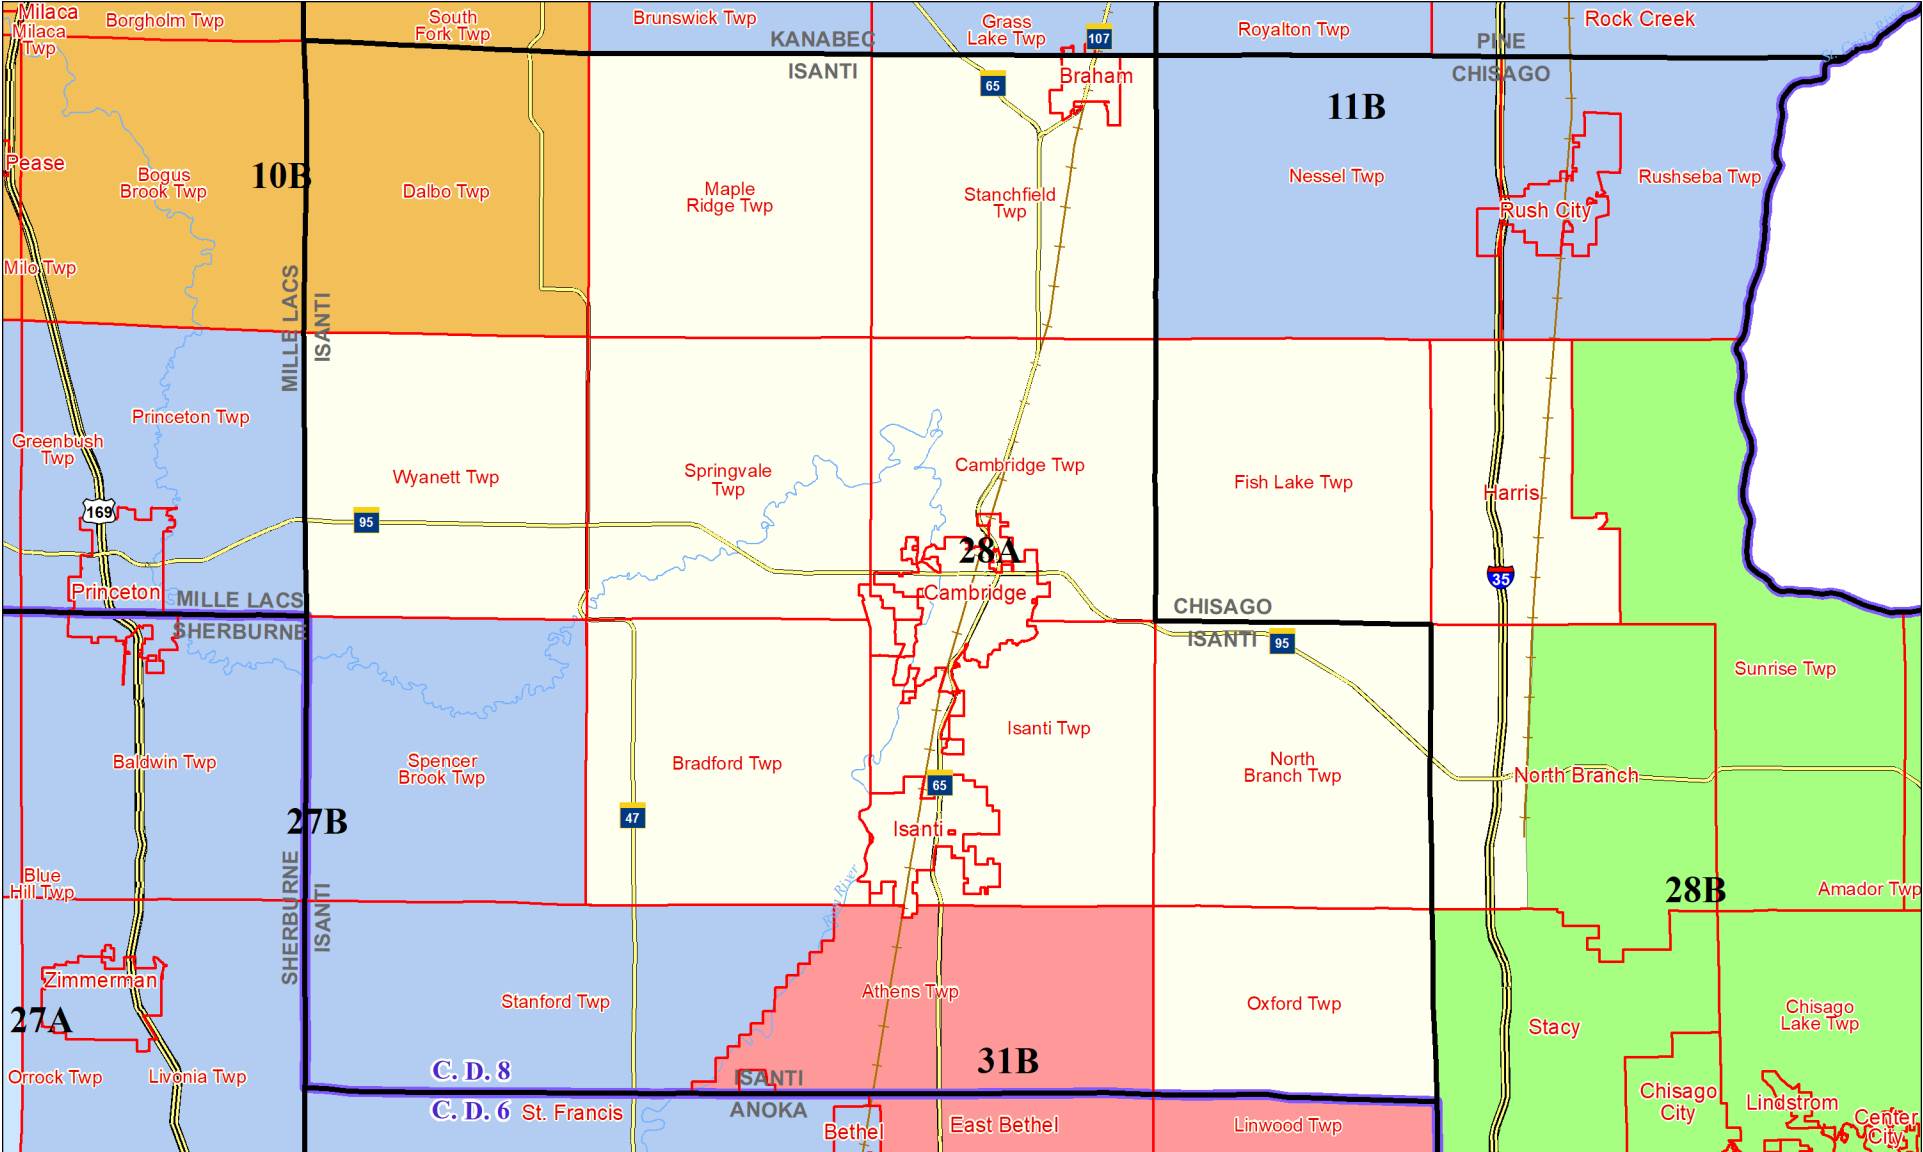 Milaca
Milaca
Twp
Borgholm Twp
South
Fork Twp
Brunswick Twp
KANABEC
ISANTI
Grass
Lake Twp
107
65
Braham
Royalton Twp
PINE
CHISAGO
Rock Creek
Pease
Bogus
Brook Twp
10B
Dalbo Twp
Maple
Ridge Twp
Stanchfield
Twp
11B
Nessel Twp
Rush City
Rushseba Twp
Milo Twp
MILLE LACS
ISANTI
Princeton Twp
Greenbush
Twp
169
Wyanett Twp
95
Springvale
Twp
Cambridge Twp
28A
Cambridge
Fish Lake Twp
Harris
35
Princeton
MILLE LACS
SHERBURNE
CHISAGO
ISANTI
95
Sunrise Twp
Baldwin Twp
Spencer
Brook Twp
27B
47
Bradford Twp
Isanti Twp
65
Isanti
North
Branch Twp
North Branch
Blue
Hill Twp
SHERBURNE
ISANTI
Rum River
28B
Amador Twp
Zimmerman
27A
Orrock Twp
Livonia Twp
Stanford Twp
Athens Twp
31B
Oxford Twp
Stacy
Chisago
Lake Twp
C. D. 8
C. D. 6
St. Francis
ISANTI
ANOKA
Bethel
East Bethel
Linwood Twp
Chisago
City
Lindstrom
Center
City